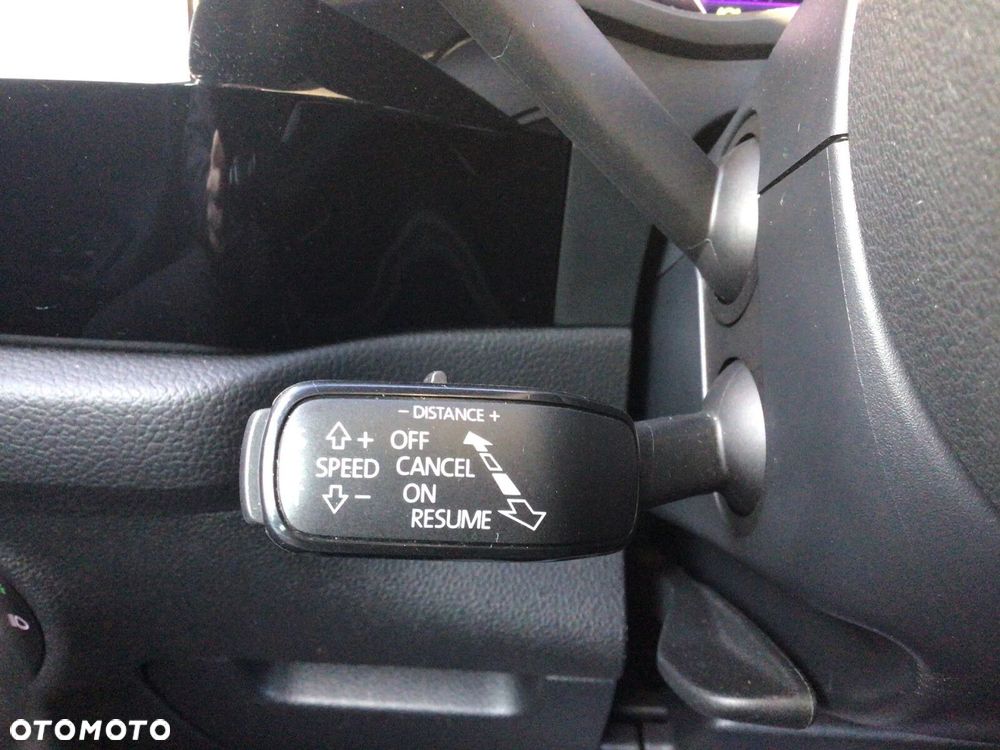 - DISTANCE +
+ OFF
SPEED CANCEL
- ON
RESUME
OTOMOTO